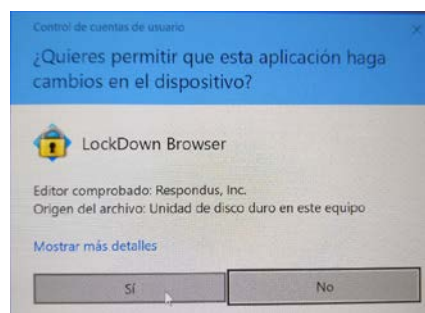 Control de cuentas de usuario
¿Quieres permitir que esta aplicación haga
cambios en el dispositivo?
LockDown Browser
Editor comprobado: Respondus, Inc.
Origen del archivo: Unidad de disco duro en este equipo
Mostrar más detalles
Sí
No